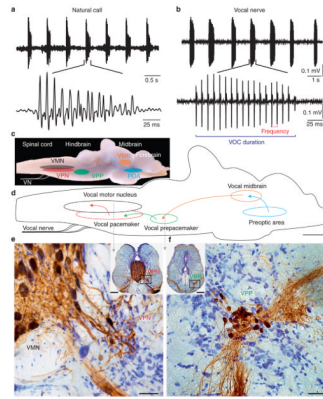 a Natural call
b Vocal nerve
0.5 s
0.1 mV
1 s
25 ms
0.1 mV
25 ms
Frequency
VOC duration
c Spinal cord Hindbrain Midbrain
VMN
VPN VPP
POA
VN
d
Vocal motor nucleus
Vocal midbrain
Vocal pacemaker
Vocal prepacemaker
Preoptic area
Vocal nerve
e
f
VPP
VPN
VMN